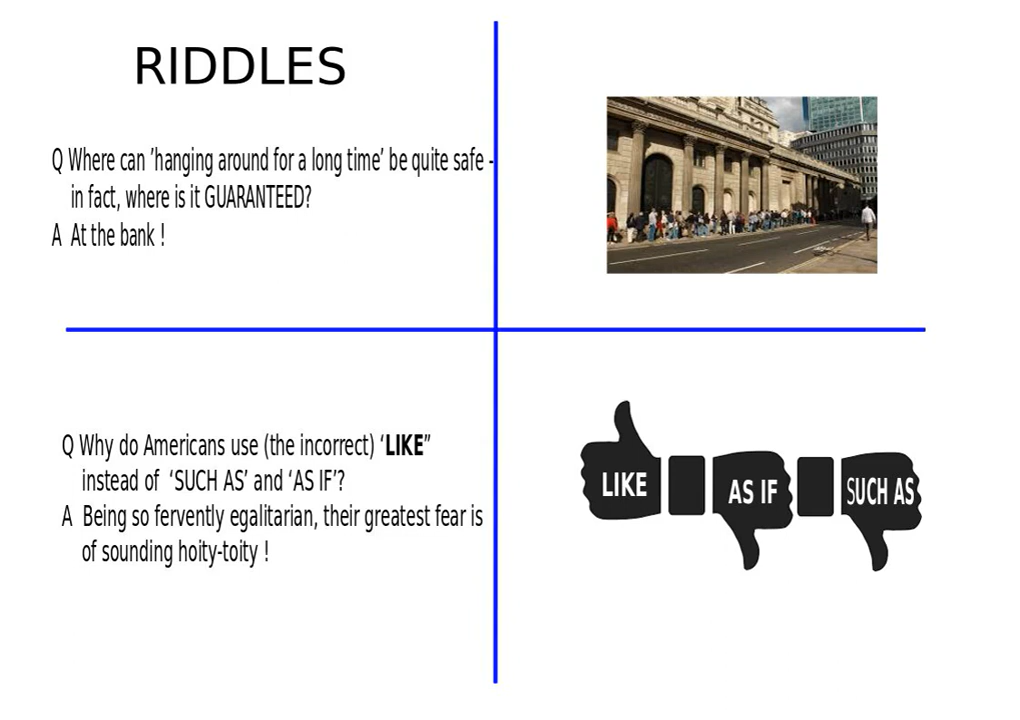 RIDDLES
Q Where can 'hanging around for a long time' be quite safe -
in fact, where is it GUARANTEED?
A At the bank !
Q Why do Americans use (the incorrect) ‘LIKE”
instead of ‘SUCH AS’ and ‘AS IF’?
A Being so fervently egalitarian, their greatest fear is
of sounding hoity-toity !
LIKE
AS IF
SUCH AS